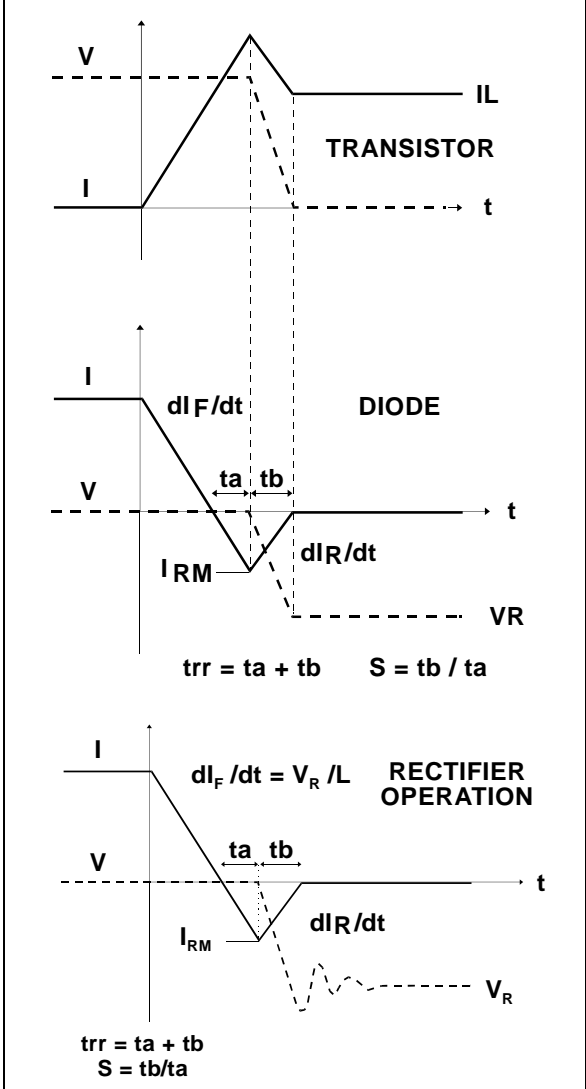 V
IL
TRANSISTOR
I
t
I
dIF/dt
DIODE
ta tb
V
t
IRM
dIR/dt
VR
trr = ta + tb S = tb / ta
I
dIF /dt = VR /L
RECTIFIER
OPERATION
ta tb
V
t
IRM
dIR/dt
VR
trr = ta + tb
S = tb/ta